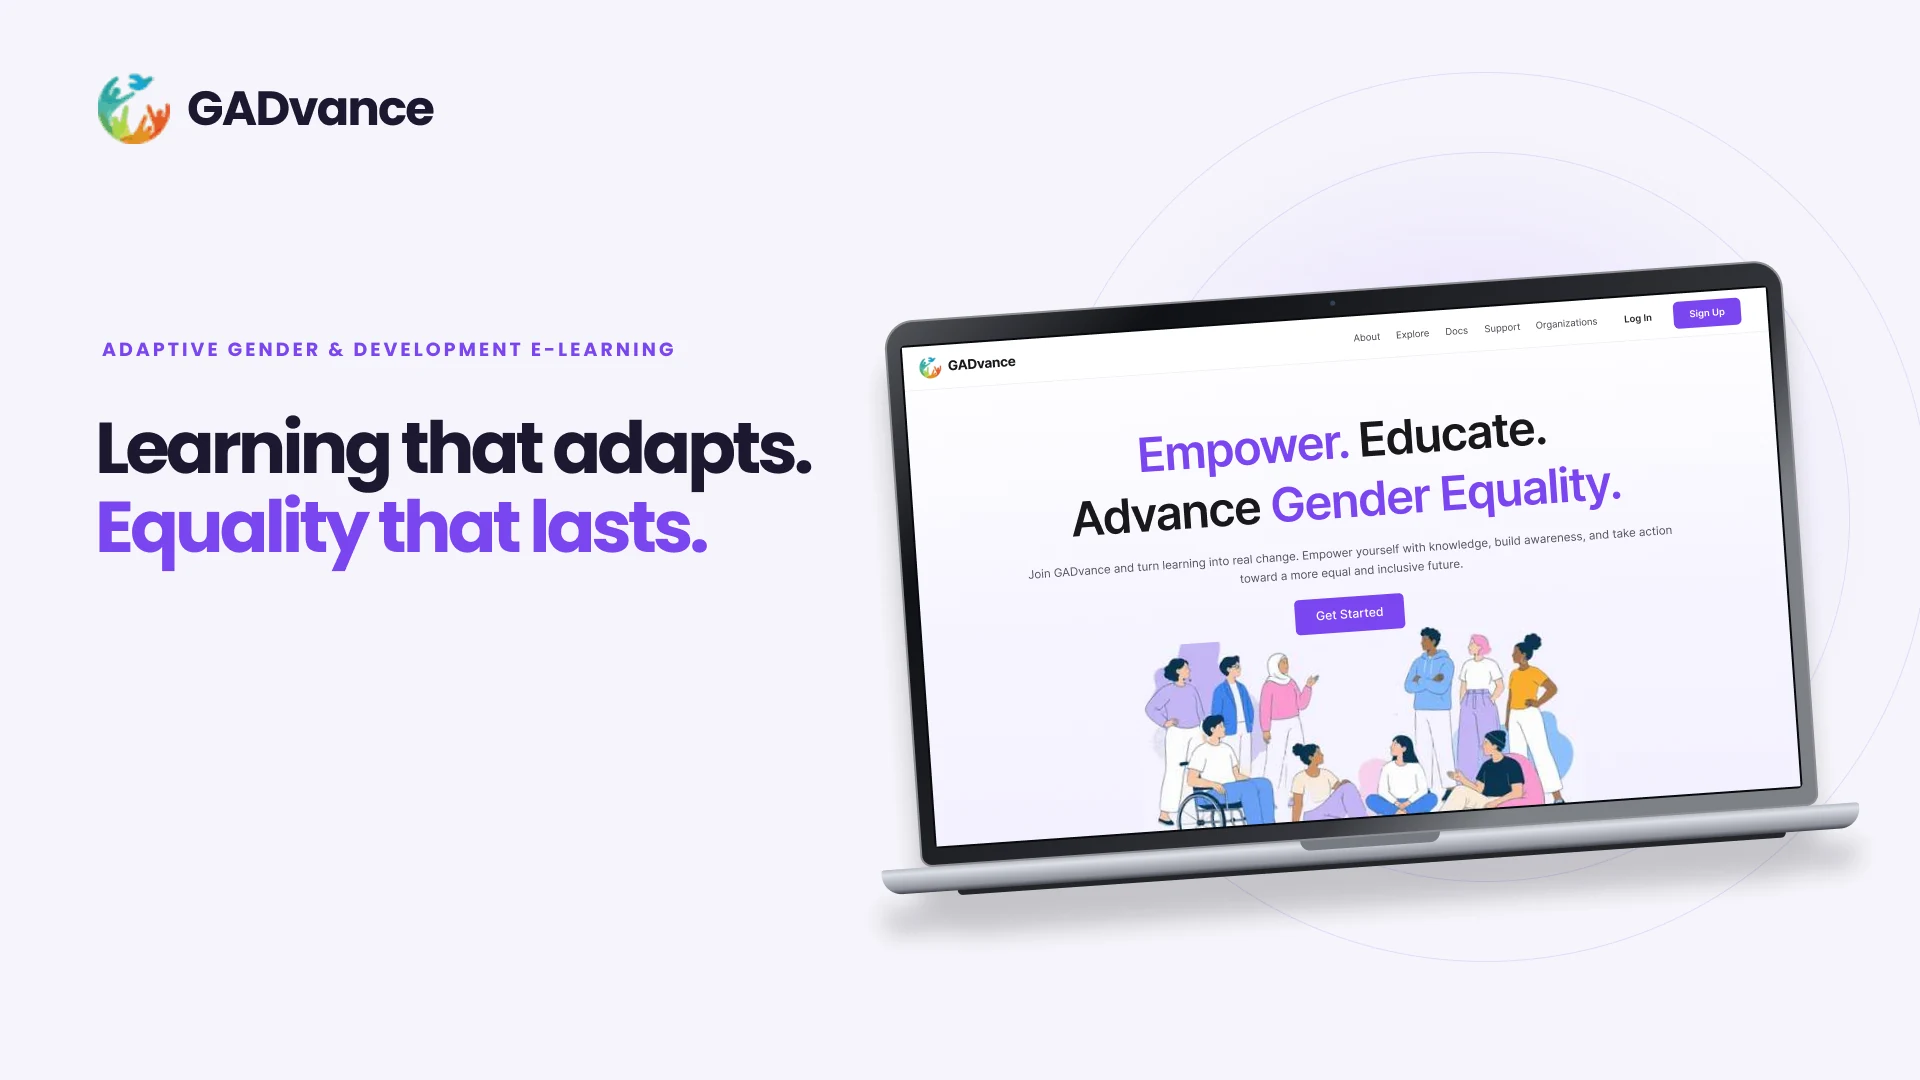 GADvance
ADAPTIVE GENDER & DEVELOPMENT E-LEARNING
Learning that adapts.
Equality that lasts.
GADvance
About Explore Docs Support Organizations Log In Sign Up
Empower. Educate.
Advance Gender Equality.
Join GADvance and turn learning into real change. Empower yourself with knowledge, build awareness, and take action
toward a more equal and inclusive future.
Get Started